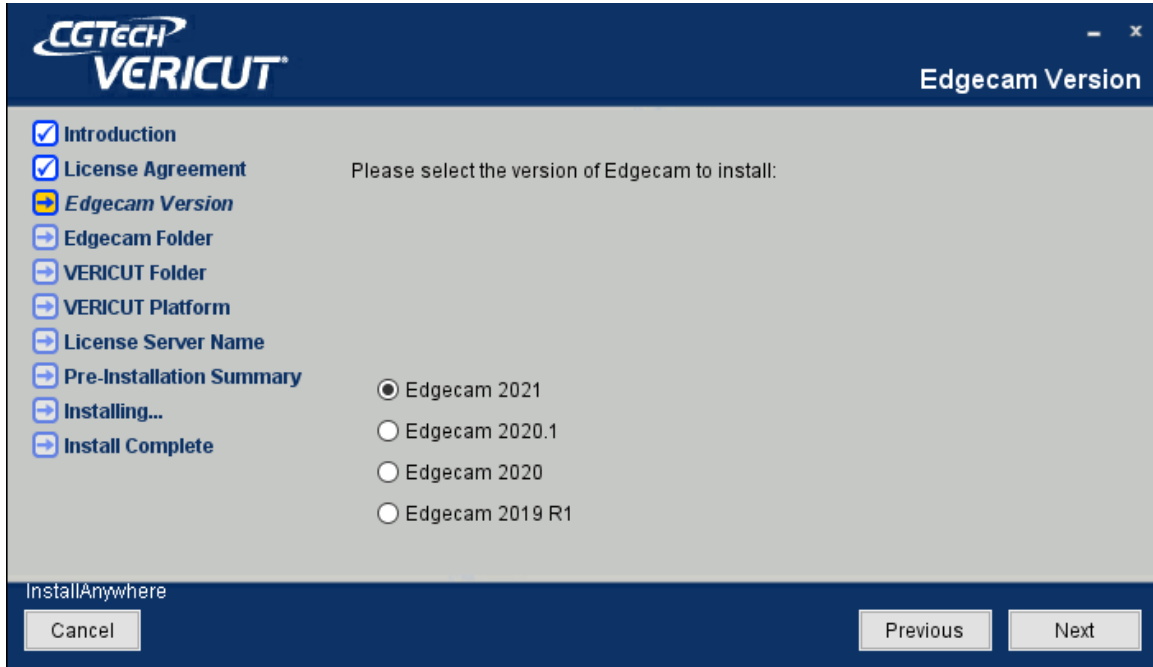 CGTECH
VERICUT®
Edgecam Version
Introduction
License Agreement
Edgecam Version
Edgecam Folder
VERICUT Folder
VERICUT Platform
License Server Name
Pre-Installation Summary
Installing...
Install Complete
Please select the version of Edgecam to install:
Edgecam 2021
Edgecam 2020.1
Edgecam 2020
Edgecam 2019 R1
InstallAnywhere
Cancel
Previous
Next